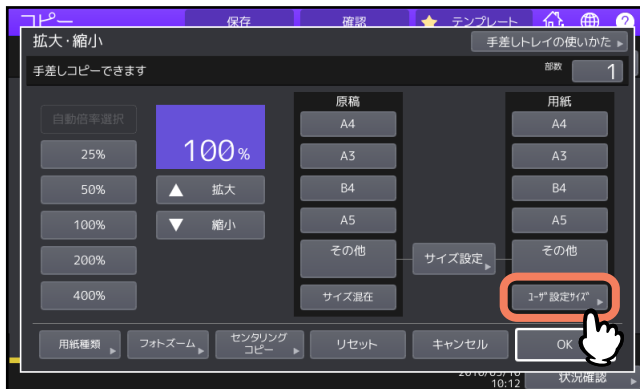 コピー 保存 確認 テンプレート ?
拡大・縮小 手差しトレイの使いかた
手差しコピーできます 部数 1
原稿 用紙
自動倍率選択 100% A4 A4
25% A3 A3
50% 拡大 B4 B4
100% 縮小 A5 A5
200% その他 サイズ設定 その他
400% サイズ混在 ユーザ設定サイズ
用紙種類 フォトズーム センタリング リセット キャンセル OK
コピー
10:12 状況確認